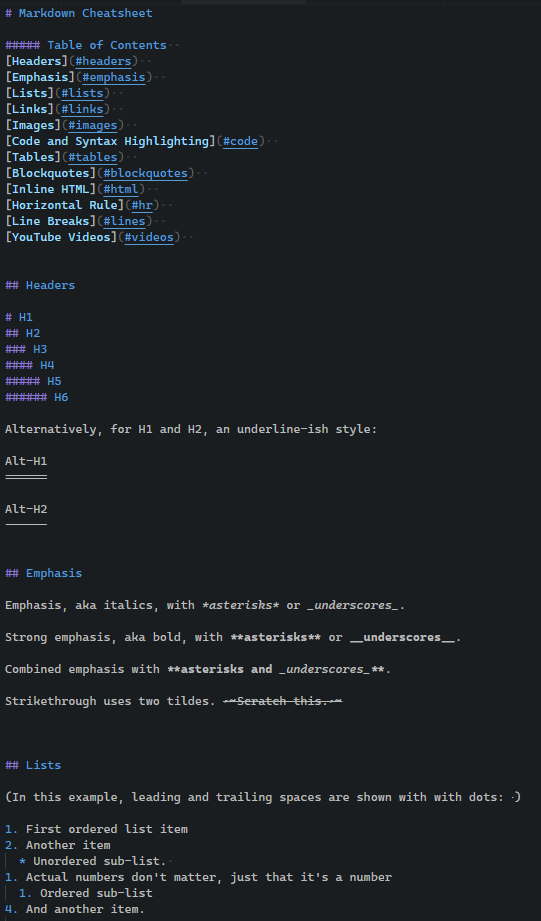 # Markdown Cheatsheet
##### Table of Contents··
[Headers](#headers)··
[Emphasis](#emphasis)··
[Lists](#lists)··
[Links](#links)··
[Images](#images)··
[Code and Syntax Highlighting](#code)··
[Tables](#tables)··
[Blockquotes](#blockquotes)··
[Inline HTML](#html)··
[Horizontal Rule](#hr)··
[Line Breaks](#lines)··
[YouTube Videos](#videos)··
## Headers
# H1
## H2
### H3
#### H4
##### H5
###### H6
Alternatively, for H1 and H2, an underline-ish style:
Alt-H1
======
Alt-H2
------
## Emphasis
Emphasis, aka italics, with *asterisks* or _underscores_.
Strong emphasis, aka bold, with **asterisks** or __underscores__.
Combined emphasis with **asterisks and _underscores_**.
Strikethrough uses two tildes. ~~Scratch this.~~
## Lists
(In this example, leading and trailing spaces are shown with with dots: ·)
1. First ordered list item
2. Another item
  * Unordered sub-list.·
1. Actual numbers don't matter, just that it's a number
  1. Ordered sub-list
4. And another item.